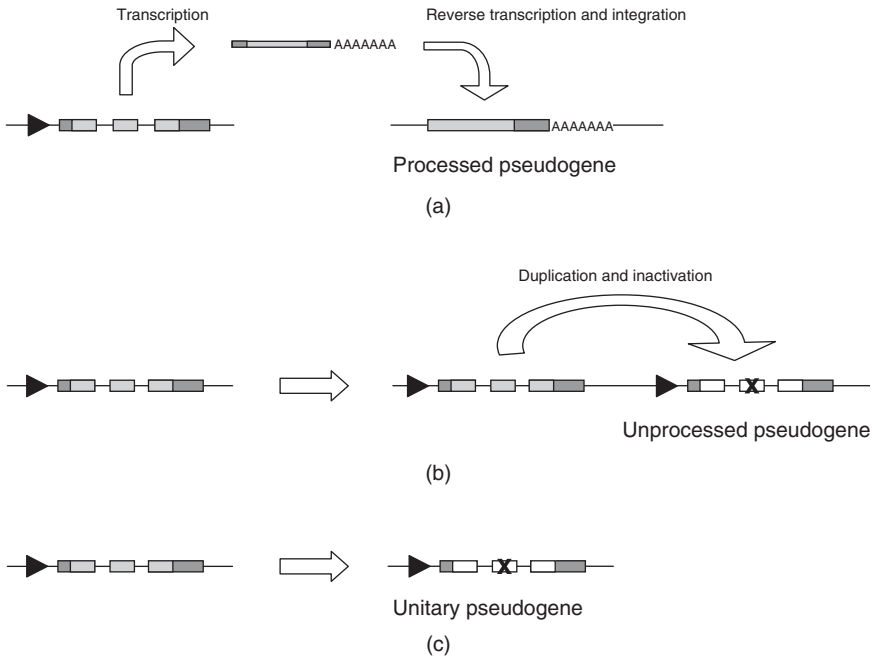 Transcription
Reverse transcription and integration
AAAAAAA
AAAAAAA
Processed pseudogene
(a)
Duplication and inactivation
X
Unprocessed pseudogene
(b)
X
Unitary pseudogene
(c)